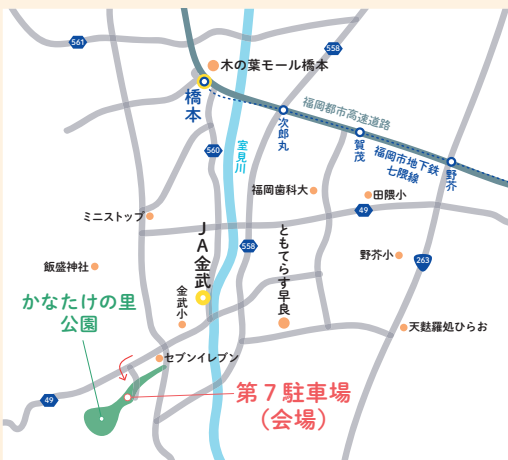 561
558
木の葉モール橋本
橋本
福岡都市高速道路
次郎丸
賀茂
福岡市地下鉄
七隈線
野芥
室見川
560
福岡歯科大
田隈小
49
ミニストップ
JA金武
ともてらす早良
558
野芥小
263
飯盛神社
金武小
かなたけの里
公園
天麩羅処ひらお
セブンイレブン
第7駐車場
（会場）
49